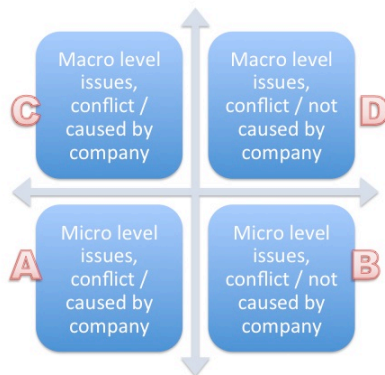 Macro level
issues,
conflict /
caused by
company
C
Macro level
issues,
conflict / not
caused by
company
D
Micro level
issues,
conflict /
caused by
company
A
Micro level
issues,
conflict / not
caused by
company
B